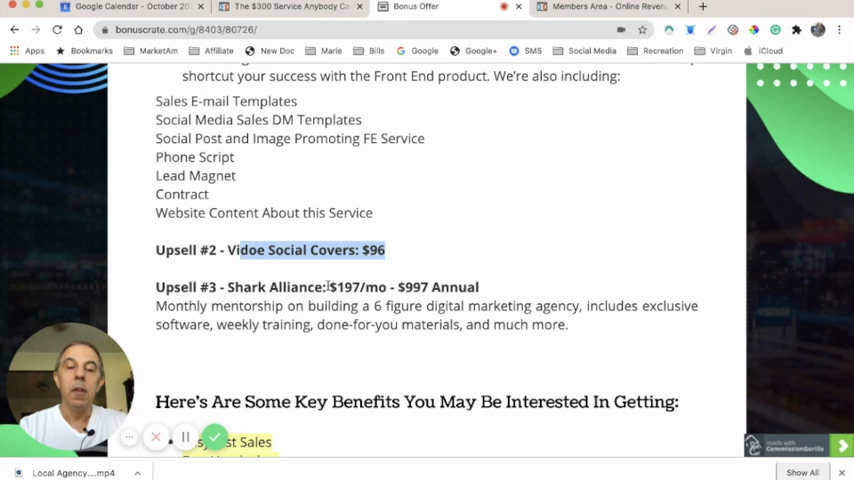 Google Calendar - October 202
The $300 Service Anybody Ca
Bonus Offer
Members Area - Online Reven
bonuscrate.com/g/8403/80726/
Apps
Bookmarks
MarketAm
Affiliate
New Doc
Marie
Bills
Google
Google+
SMS
Social Media
Recreation
Virgin
iCloud
shortcut your success with the Front End product. We're also including:
Sales E-mail Templates
Social Media Sales DM Templates
Social Post and Image Promoting FE Service
Phone Script
Lead Magnet
Contract
Website Content About this Service
Upsell #2 - Vidoe Social Covers: $96
Upsell #3 - Shark Alliance: $197/mo - $997 Annual
Monthly mentorship on building a 6 figure digital marketing agency, includes exclusive
software, weekly training, done-for-you materials, and much more.
Here's Are Some Key Benefits You May Be Interested In Getting:
st Sales
made with
CommissionGorilla
Local Agency....mp4
Show All